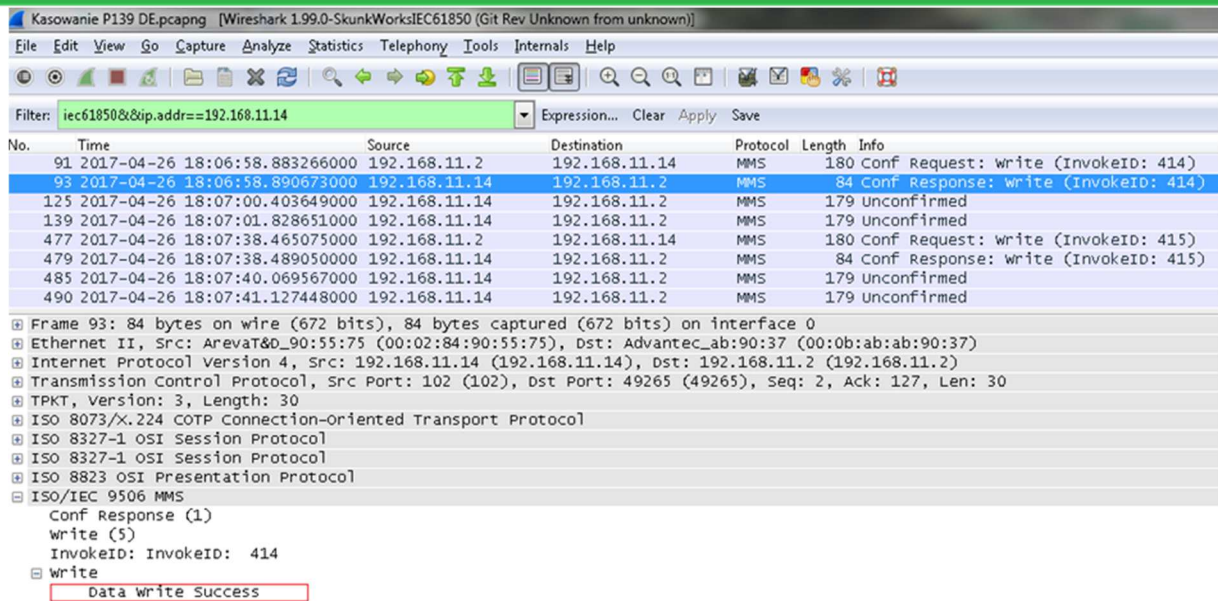 Kasowanie P139 DE.pcapng [Wireshark 1.99.0-SkunkWorksIEC61850 (Git Rev Unknown from unknown)]
File Edit View Go Capture Analyze Statistics Telephony Tools Internals Help
Filter: iec61850&&ip.addr==192.168.11.14 Expression... Clear Apply Save
No. Time Source Destination Protocol Length Info
91 2017-04-26 18:06:58.883266000 192.168.11.2 192.168.11.14 MMS 180 Conf Request: Write (InvokeID: 414)
93 2017-04-26 18:06:58.890673000 192.168.11.14 192.168.11.2 MMS 84 Conf Response: Write (InvokeID: 414)
125 2017-04-26 18:07:00.403649000 192.168.11.14 192.168.11.2 MMS 179 Unconfirmed
139 2017-04-26 18:07:01.828651000 192.168.11.14 192.168.11.2 MMS 179 Unconfirmed
477 2017-04-26 18:07:38.465075000 192.168.11.2 192.168.11.14 MMS 180 Conf Request: Write (InvokeID: 415)
479 2017-04-26 18:07:38.489050000 192.168.11.14 192.168.11.2 MMS 84 Conf Response: Write (InvokeID: 415)
485 2017-04-26 18:07:40.069567000 192.168.11.14 192.168.11.2 MMS 179 Unconfirmed
490 2017-04-26 18:07:41.127448000 192.168.11.14 192.168.11.2 MMS 179 Unconfirmed
Frame 93: 84 bytes on wire (672 bits), 84 bytes captured (672 bits) on interface 0
Ethernet II, Src: ArevaT&D_90:55:75 (00:02:84:90:55:75), Dst: Advantec_ab:90:37 (00:0b:ab:ab:90:37)
Internet Protocol Version 4, Src: 192.168.11.14 (192.168.11.14), Dst: 192.168.11.2 (192.168.11.2)
Transmission Control Protocol, Src Port: 102 (102), Dst Port: 49265 (49265), Seq: 2, Ack: 127, Len: 30
TPKT, Version: 3, Length: 30
ISO 8073/X.224 COTP Connection-Oriented Transport Protocol
ISO 8327-1 OSI Session Protocol
ISO 8327-1 OSI Session Protocol
ISO 8823 OSI Presentation Protocol
ISO/IEC 9506 MMS
Conf Response (1)
Write (5)
InvokeID: InvokeID: 414
Write
Data Write Success